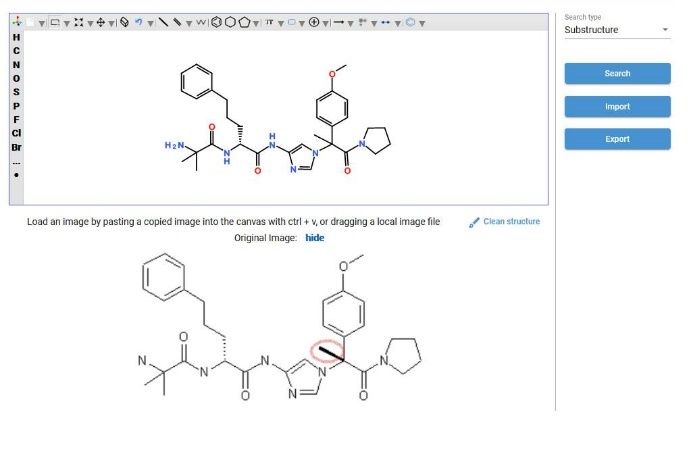 Search type
Substructure
Search
Import
Export
H
C
N
O
S
P
F
Cl
Br
...
O
O
H
H₂N
N
N
H
N
N
N
O
O
Load an image by pasting a copied image into the canvas with ctrl + v, or dragging a local image file
Clean structure
Original Image: hide
O
O
N
N
N
N
N
N
O
O